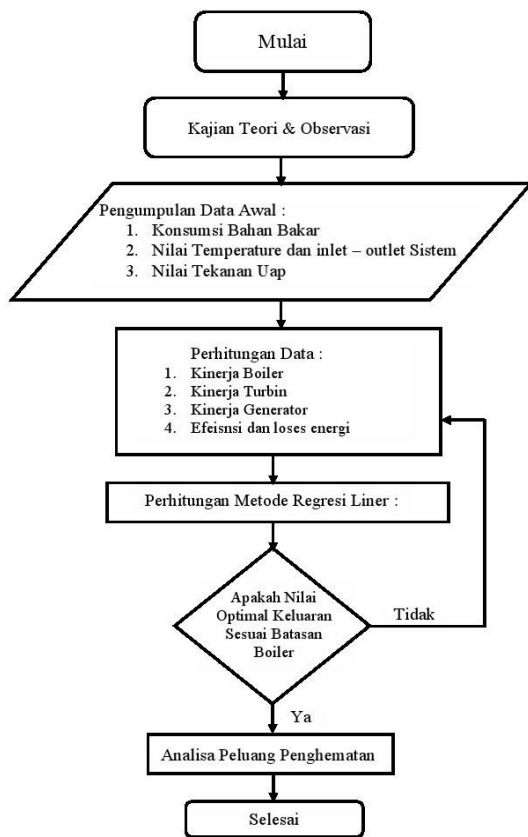 Mulai
Kajian Teori & Observasi
Pengumpulan Data Awal :
1. Konsumsi Bahan Bakar
2. Nilai Temperature dan inlet – outlet Sistem
3. Nilai Tekanan Uap
Perhitungan Data :
1. Kinerja Boiler
2. Kinerja Turbin
3. Kinerja Generator
4. Efeisnsi dan loses energi
Perhitungan Metode Regresi Liner :
Apakah Nilai
Optimal Keluaran
Sesuai Batasan
Boiler
Tidak
Ya
Analisa Peluang Penghematan
Selesai